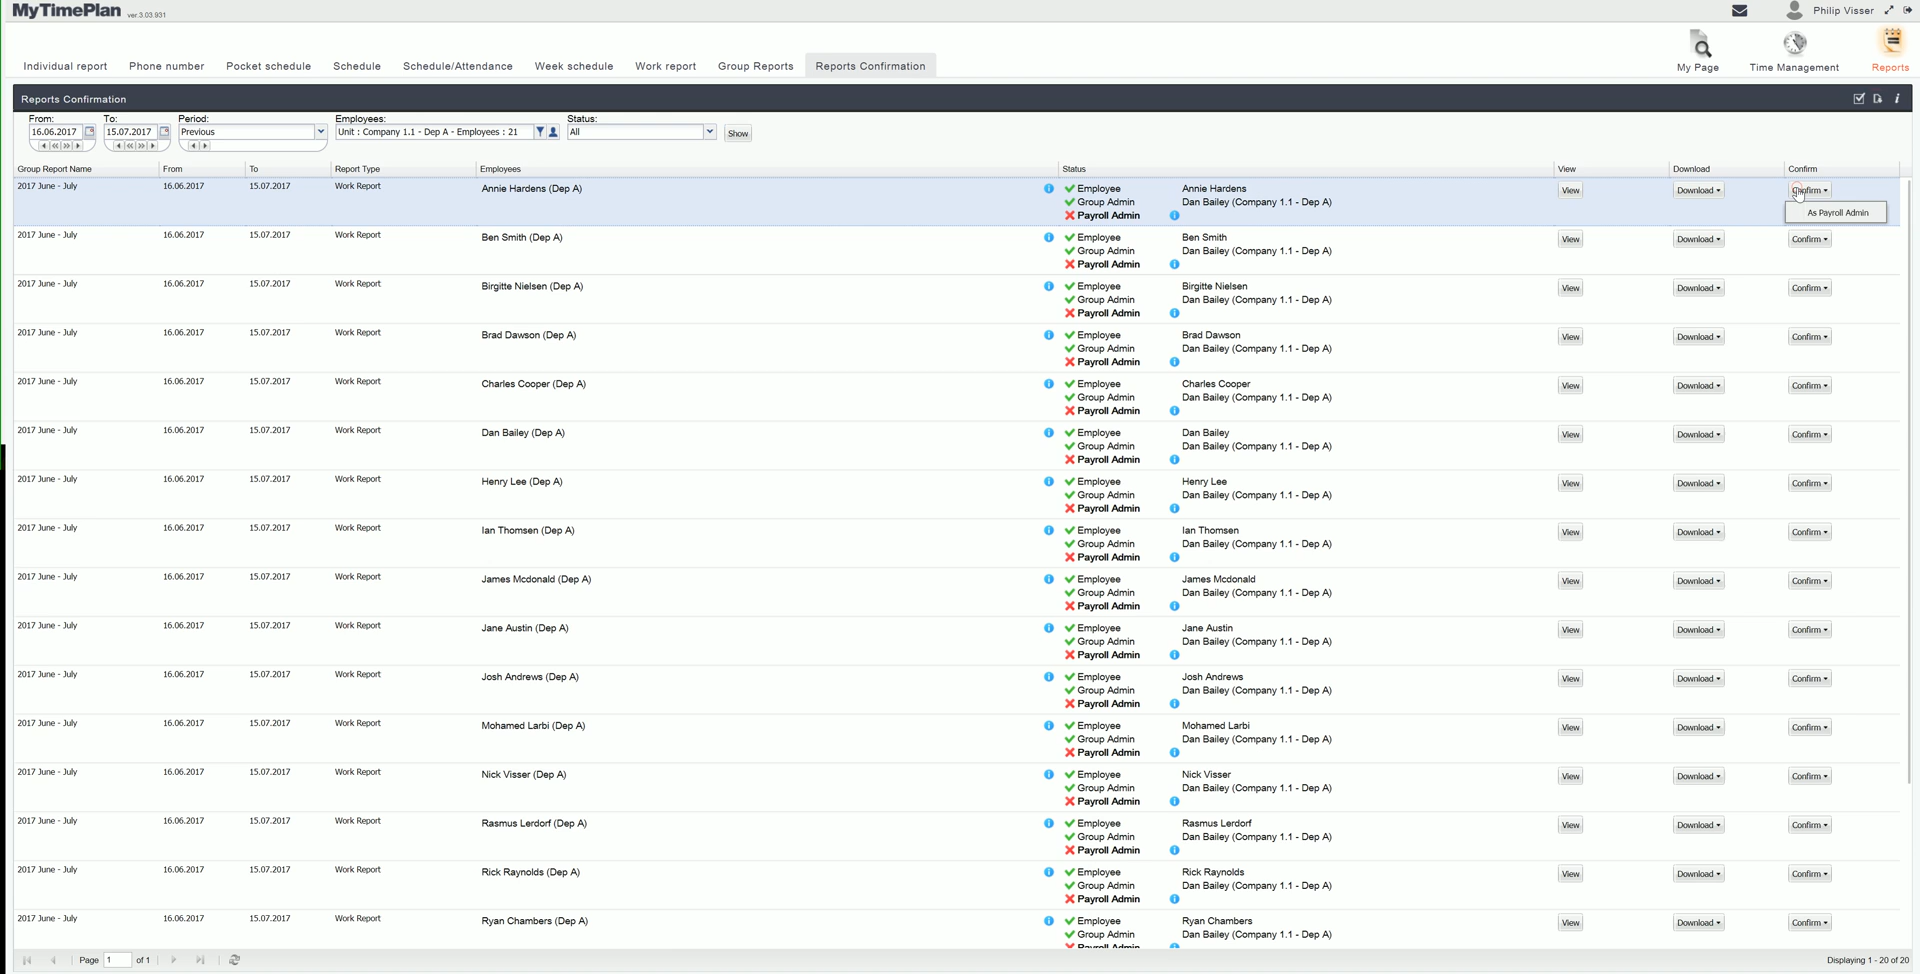 MyTimePlan ver.3.03.931
Philip Visser
Individual report Phone number Pocket schedule Schedule Schedule/Attendance Week schedule Work report Group Reports Reports Confirmation
My Page Time Management Reports
Reports Confirmation
From: To: Period: Employees: Status:
16.06.2017 15.07.2017 Previous Unit : Company 1.1 - Dep A - Employees : 21 All Show
Group Report Name From To Report Type Employees Status View Download Confirm
2017 June - July 16.06.2017 15.07.2017 Work Report Annie Hardens (Dep A) Employee Annie Hardens View Download Confirm
Group Admin Dan Bailey (Company 1.1 - Dep A)
Payroll Admin
As Payroll Admin
2017 June - July 16.06.2017 15.07.2017 Work Report Ben Smith (Dep A) Employee Ben Smith View Download Confirm
Group Admin Dan Bailey (Company 1.1 - Dep A)
Payroll Admin
2017 June - July 16.06.2017 15.07.2017 Work Report Birgitte Nielsen (Dep A) Employee Birgitte Nielsen View Download Confirm
Group Admin Dan Bailey (Company 1.1 - Dep A)
Payroll Admin
2017 June - July 16.06.2017 15.07.2017 Work Report Brad Dawson (Dep A) Employee Brad Dawson View Download Confirm
Group Admin Dan Bailey (Company 1.1 - Dep A)
Payroll Admin
2017 June - July 16.06.2017 15.07.2017 Work Report Charles Cooper (Dep A) Employee Charles Cooper View Download Confirm
Group Admin Dan Bailey (Company 1.1 - Dep A)
Payroll Admin
2017 June - July 16.06.2017 15.07.2017 Work Report Dan Bailey (Dep A) Employee Dan Bailey View Download Confirm
Group Admin Dan Bailey (Company 1.1 - Dep A)
Payroll Admin
2017 June - July 16.06.2017 15.07.2017 Work Report Henry Lee (Dep A) Employee Henry Lee View Download Confirm
Group Admin Dan Bailey (Company 1.1 - Dep A)
Payroll Admin
2017 June - July 16.06.2017 15.07.2017 Work Report Ian Thomsen (Dep A) Employee Ian Thomsen View Download Confirm
Group Admin Dan Bailey (Company 1.1 - Dep A)
Payroll Admin
2017 June - July 16.06.2017 15.07.2017 Work Report James Mcdonald (Dep A) Employee James Mcdonald View Download Confirm
Group Admin Dan Bailey (Company 1.1 - Dep A)
Payroll Admin
2017 June - July 16.06.2017 15.07.2017 Work Report Jane Austin (Dep A) Employee Jane Austin View Download Confirm
Group Admin Dan Bailey (Company 1.1 - Dep A)
Payroll Admin
2017 June - July 16.06.2017 15.07.2017 Work Report Josh Andrews (Dep A) Employee Josh Andrews View Download Confirm
Group Admin Dan Bailey (Company 1.1 - Dep A)
Payroll Admin
2017 June - July 16.06.2017 15.07.2017 Work Report Mohamed Larbi (Dep A) Employee Mohamed Larbi View Download Confirm
Group Admin Dan Bailey (Company 1.1 - Dep A)
Payroll Admin
2017 June - July 16.06.2017 15.07.2017 Work Report Nick Visser (Dep A) Employee Nick Visser View Download Confirm
Group Admin Dan Bailey (Company 1.1 - Dep A)
Payroll Admin
2017 June - July 16.06.2017 15.07.2017 Work Report Rasmus Lerdorf (Dep A) Employee Rasmus Lerdorf View Download Confirm
Group Admin Dan Bailey (Company 1.1 - Dep A)
Payroll Admin
2017 June - July 16.06.2017 15.07.2017 Work Report Rick Raynolds (Dep A) Employee Rick Raynolds View Download Confirm
Group Admin Dan Bailey (Company 1.1 - Dep A)
Payroll Admin
2017 June - July 16.06.2017 15.07.2017 Work Report Ryan Chambers (Dep A) Employee Ryan Chambers View Download Confirm
Group Admin Dan Bailey (Company 1.1 - Dep A)
Payroll Admin
Page 1 of 1 Displaying 1 - 20 of 20